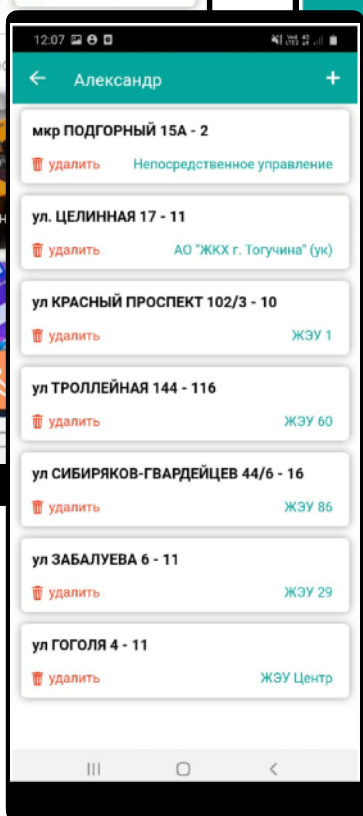 12:07
Александр +
мкр ПОДГОРНЫЙ 15А - 2
удалить Непосредственное управление
ул. ЦЕЛИННАЯ 17 - 11
удалить АО "ЖКХ г. Тогучина" (ук)
ул КРАСНЫЙ ПРОСПЕКТ 102/3 - 10
удалить ЖЭУ 1
ул ТРОЛЛЕЙНАЯ 144 - 116
удалить ЖЭУ 60
ул СИБИРЯКОВ-ГВАРДЕЙЦЕВ 44/6 - 16
удалить ЖЭУ 86
ул ЗАБАЛУЕВА 6 - 11
удалить ЖЭУ 29
ул ГОГОЛЯ 4 - 11
удалить ЖЭУ Центр